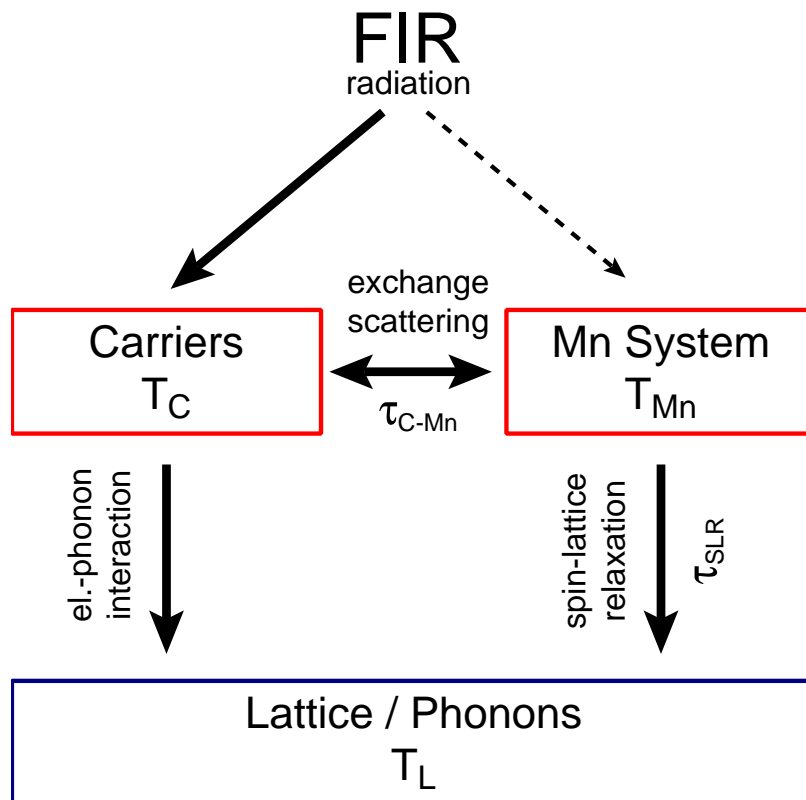 FIR
radiation
exchange
scattering
Carriers
T_C
τ_C-Mn
Mn System
T_Mn
el.-phonon
interaction
spin-lattice
relaxation
τ_SLR
Lattice / Phonons
T_L